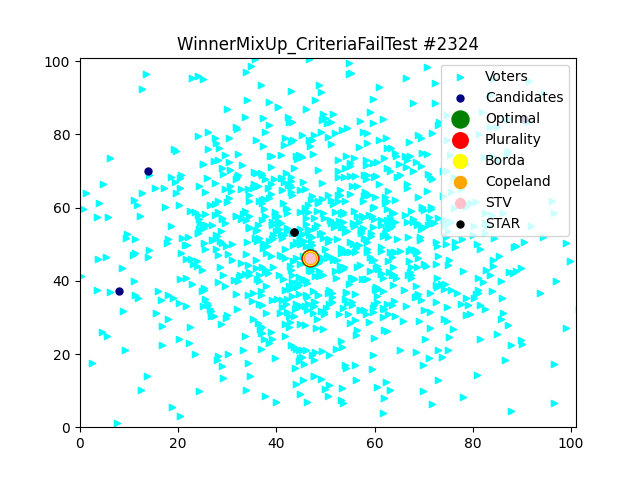 WinnerMixUp_CriteriaFailTest #2324
100
80
60
40
20
0
0
20
40
60
80
100
Voters
Candidates
Optimal
Plurality
Borda
Copeland
STV
STAR